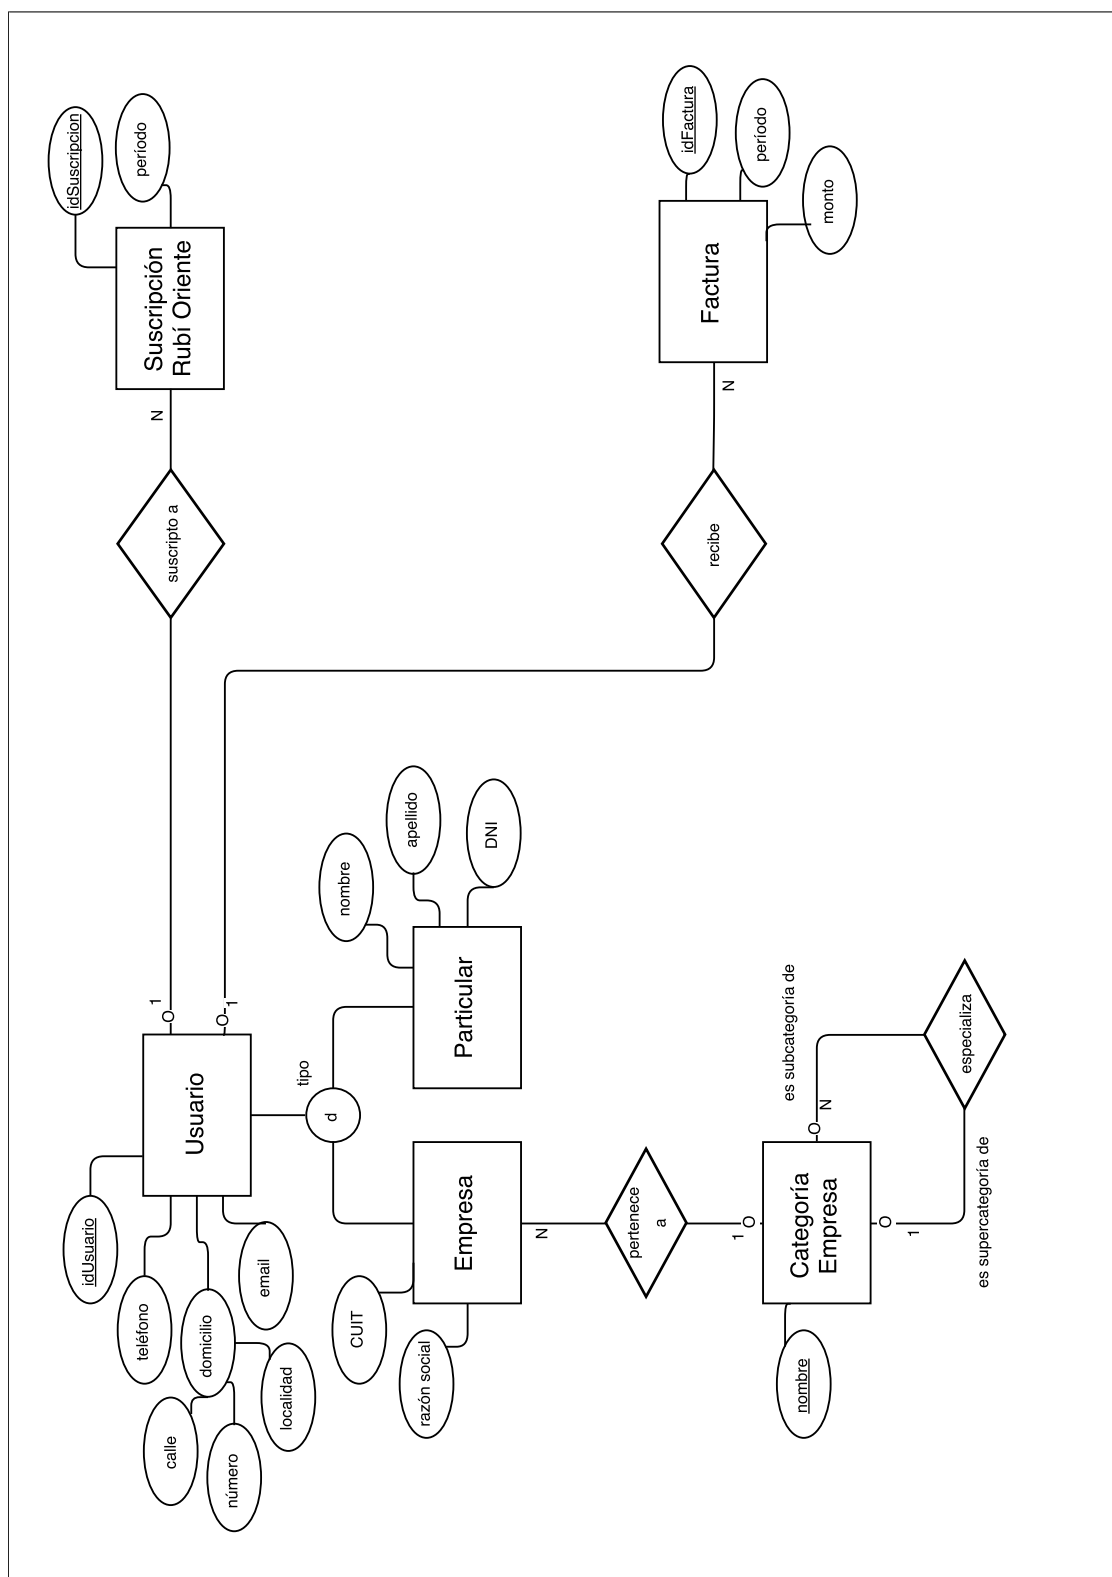 idUsuario
teléfono
domicilio
calle
número
localidad
email
Usuario
O
1
O
1
suscripto a
N
Suscripción
Rubí Oriente
idSuscripcion
período
tipo
d
CUIT
razón social
Empresa
Particular
nombre
apellido
DNI
N
pertenece
a
1
O
nombre
Categoría
Empresa
O
N
es subcategoría de
O
1
es supercategoría de
especializa
recibe
N
Factura
idFactura
período
monto